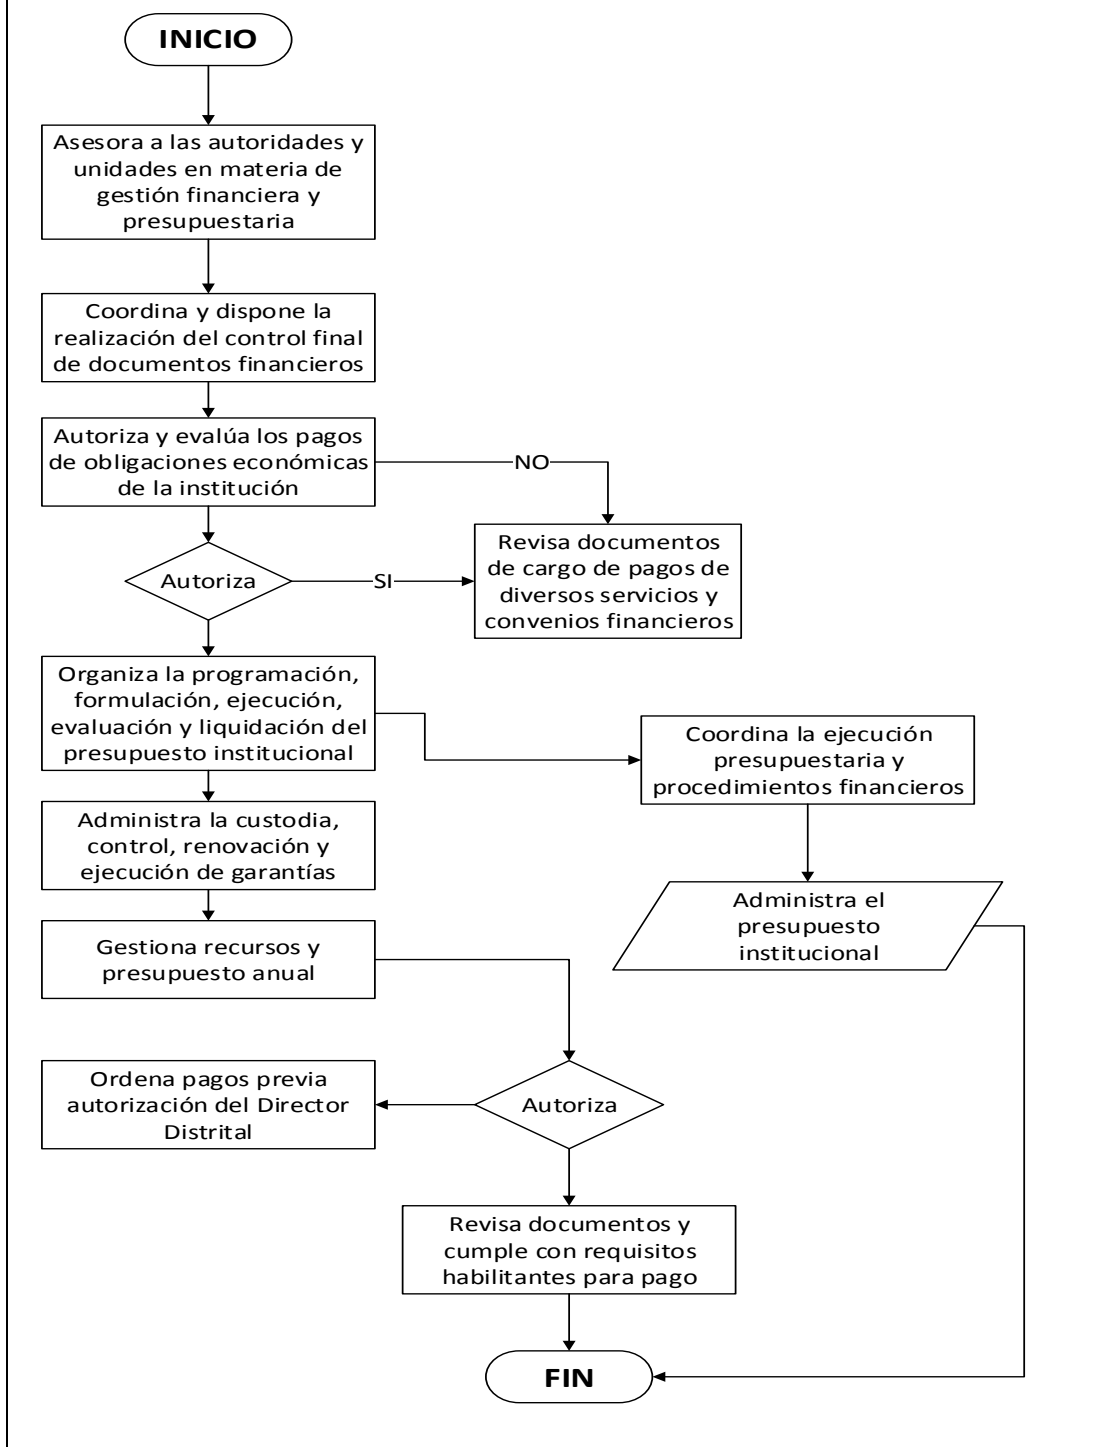 INICIO
Asesora a las autoridades y
unidades en materia de
gestión financiera y
presupuestaria
Coordina y dispone la
realización del control final
de documentos financieros
Autoriza y evalúa los pagos
de obligaciones económicas
de la institución
NO
Revisa documentos
de cargo de pagos de
diversos servicios y
convenios financieros
Autoriza
SI
Organiza la programación,
formulación, ejecución,
evaluación y liquidación del
presupuesto institucional
Coordina la ejecución
presupuestaria y
procedimientos financieros
Administra la custodia,
control, renovación y
ejecución de garantías
Administra el
presupuesto
institucional
Gestiona recursos y
presupuesto anual
Ordena pagos previa
autorización del Director
Distrital
Autoriza
Revisa documentos y
cumple con requisitos
habilitantes para pago
FIN